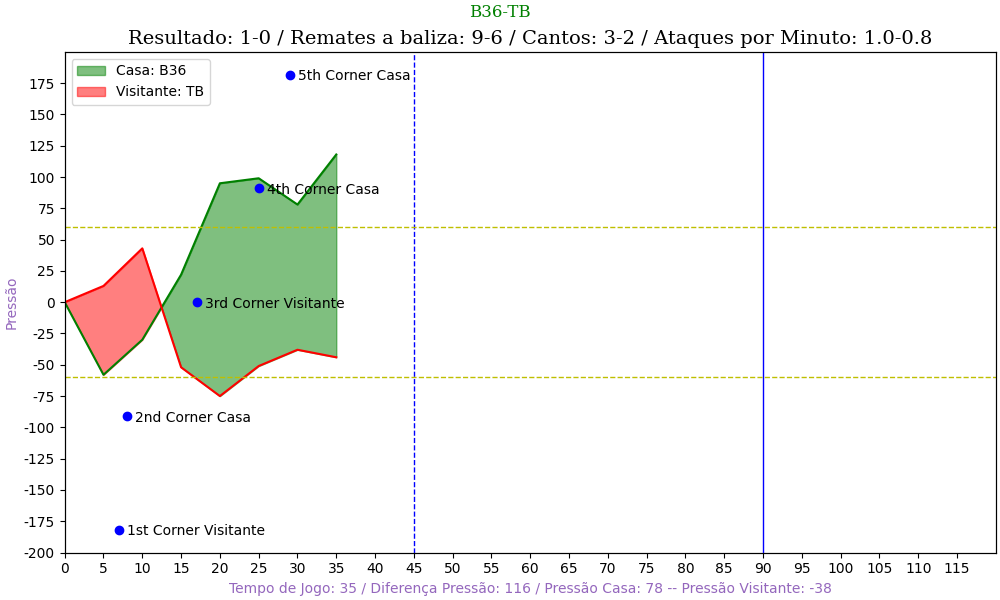 B36-TB
Resultado: 1-0 / Remates a baliza: 9-6 / Cantos: 3-2 / Ataques por Minuto: 1.0-0.8
Casa: B36
Visitante: TB
5th Corner Casa
4th Corner Casa
3rd Corner Visitante
2nd Corner Casa
1st Corner Visitante
Pressão
175
150
125
100
75
50
25
0
-25
-50
-75
-100
-125
-150
-175
-200
0 5 10 15 20 25 30 35 40 45 50 55 60 65 70 75 80 85 90 95 100 105 110 115
Tempo de Jogo: 35 / Diferença Pressão: 116 / Pressão Casa: 78 -- Pressão Visitante: -38